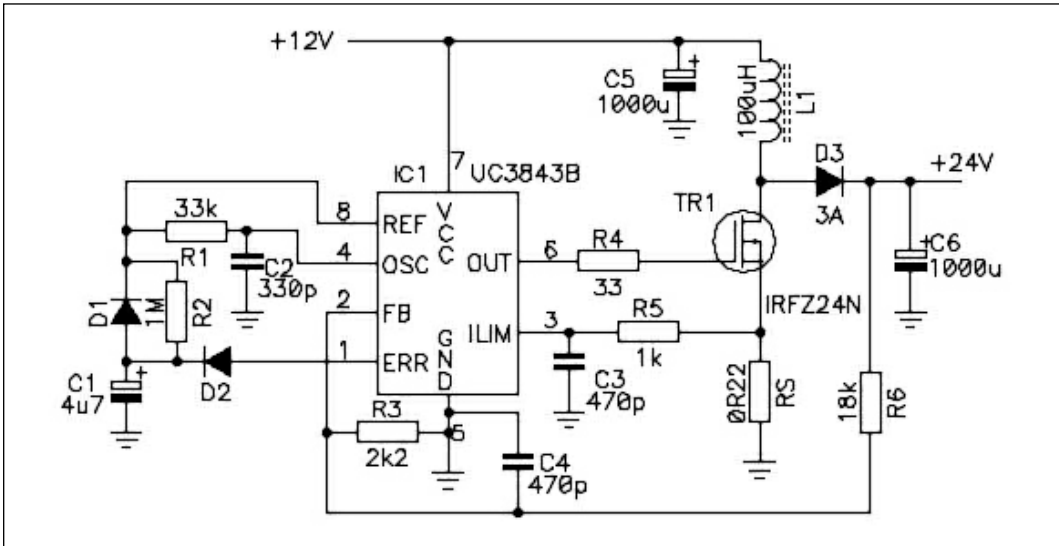 +12V
C5
1000u
+
100uH
L1
7
IC1
UC3843B
D3
+24V
3A
33k
8
REF
VCC
TR1
R1
4
OSC
OUT
6
R4
33
C2
330p
+
C6
1000u
D1
1M
R2
2
FB
IRFZ24N
ILIM
3
R5
1k
1
ERR
GND
D2
C1
4u7
+
C3
470p
0R22
RS
18k
R6
R3
2k2
5
C4
470p